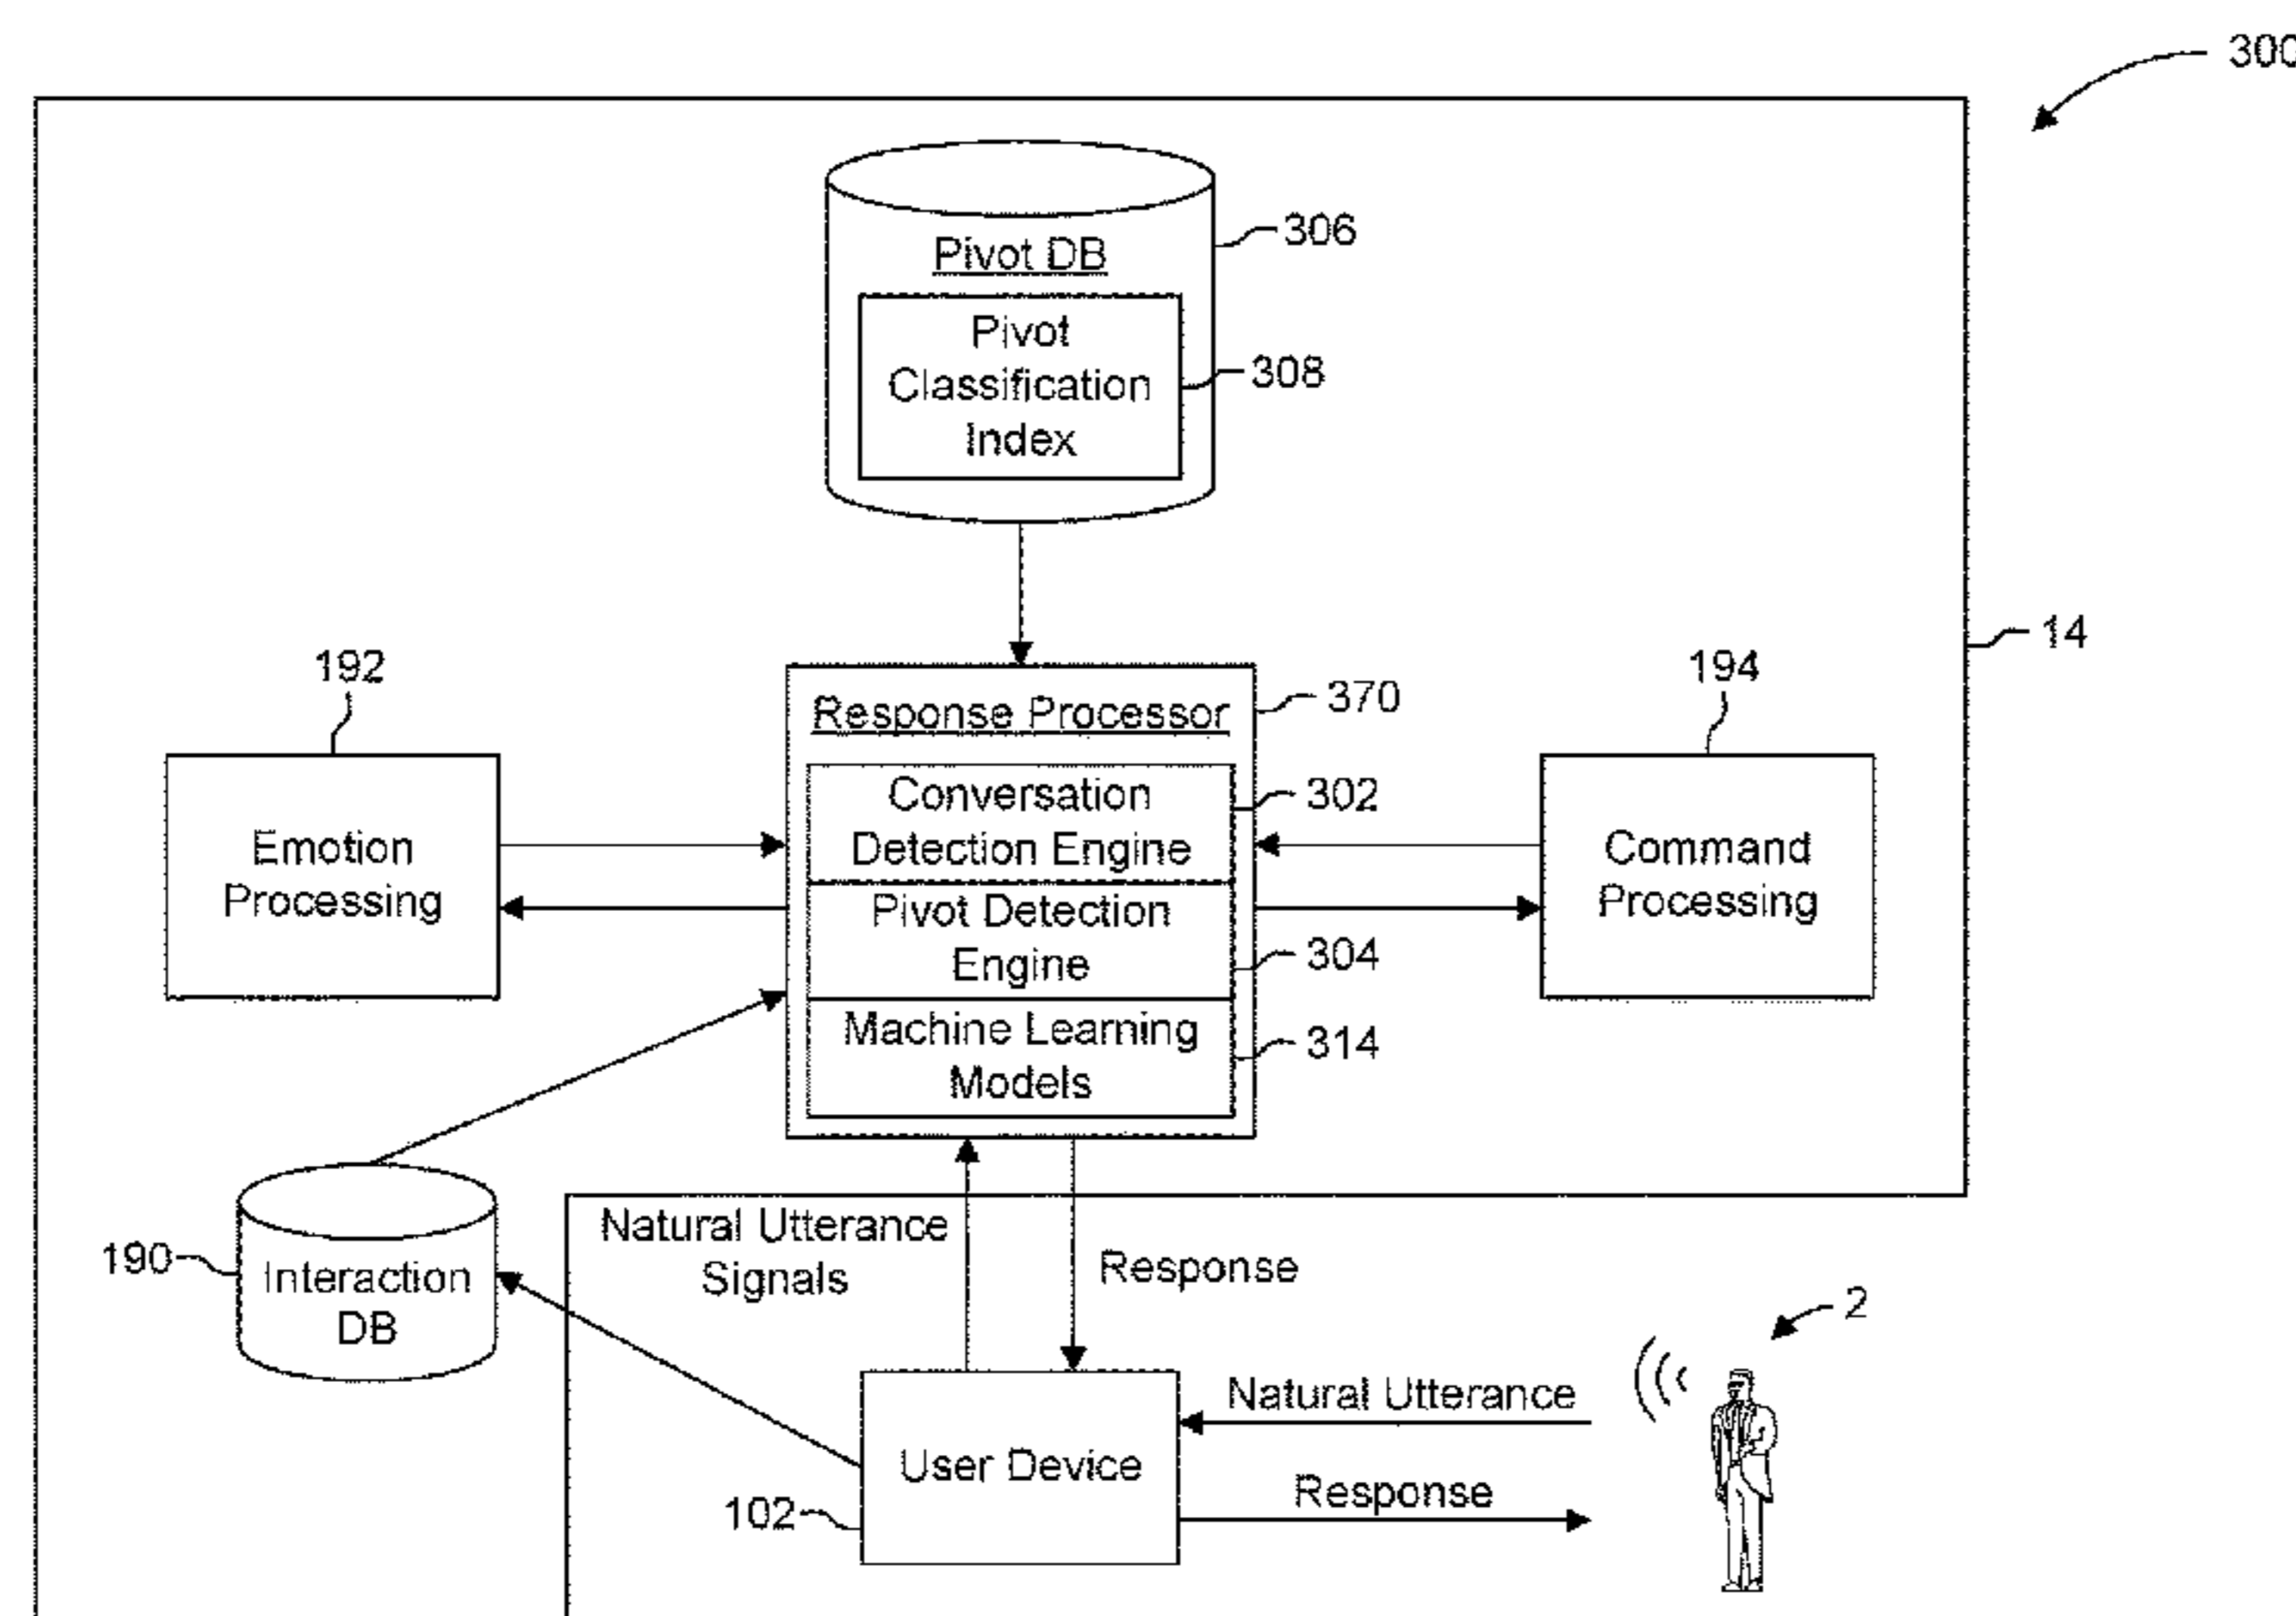 300
Pivot DB
306
Pivot
Classification
Index
308
14
192
194
Response Processor
370
Conversation
Detection Engine
302
Emotion
Processing
Command
Processing
Pivot Detection
Engine
304
Machine Learning
Models
314
Natural Utterance
Signals
Response
190
Interaction
DB
2
Natural Utterance
User Device
Response
102